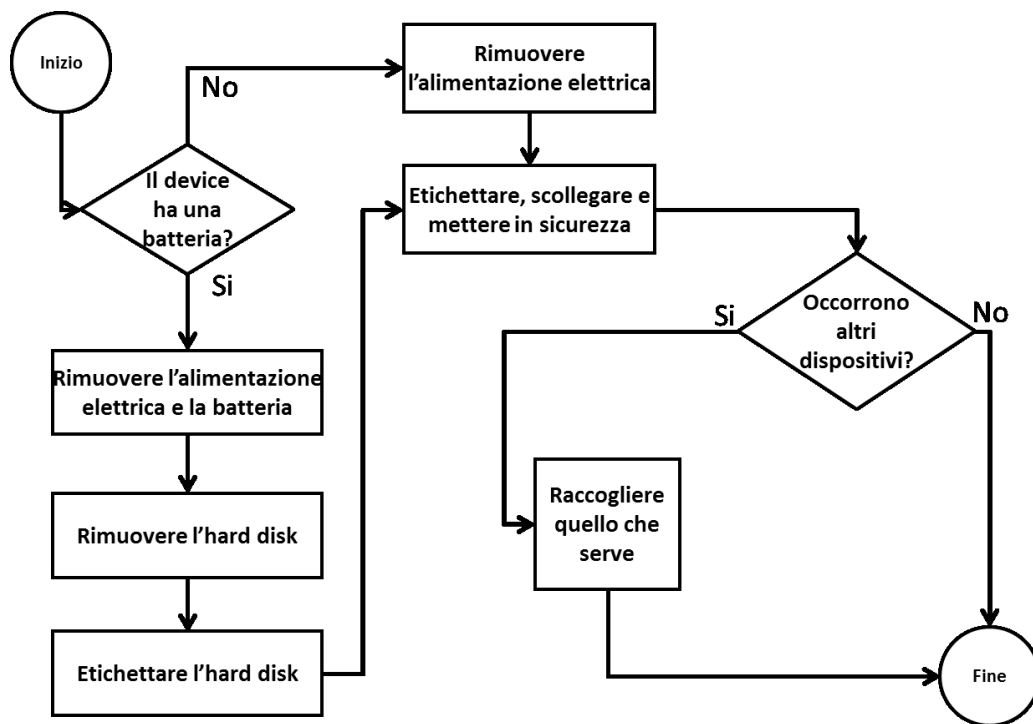 Inizio
No
Rimuovere
l'alimentazione elettrica
Il device
ha una
batteria?
Si
Etichettare, scollegare e
mettere in sicurezza
Occorrono
altri
dispositivi?
Si
No
Rimuovere l'alimentazione
elettrica e la batteria
Rimuovere l'hard disk
Etichettare l'hard disk
Raccogliere
quello che
serve
Fine